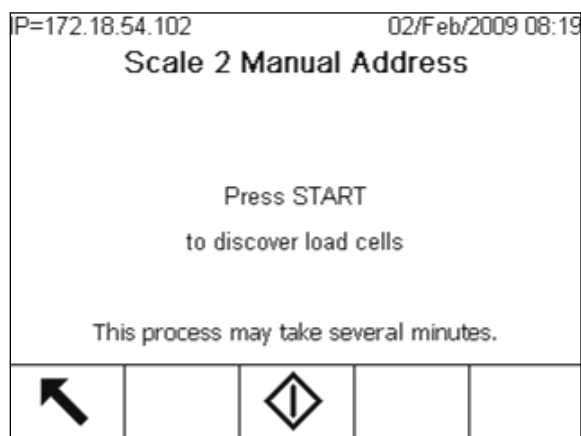 IP=172.18.54.102 02/Feb/2009 08:19
Scale 2 Manual Address
Press START
to discover load cells
This process may take several minutes.